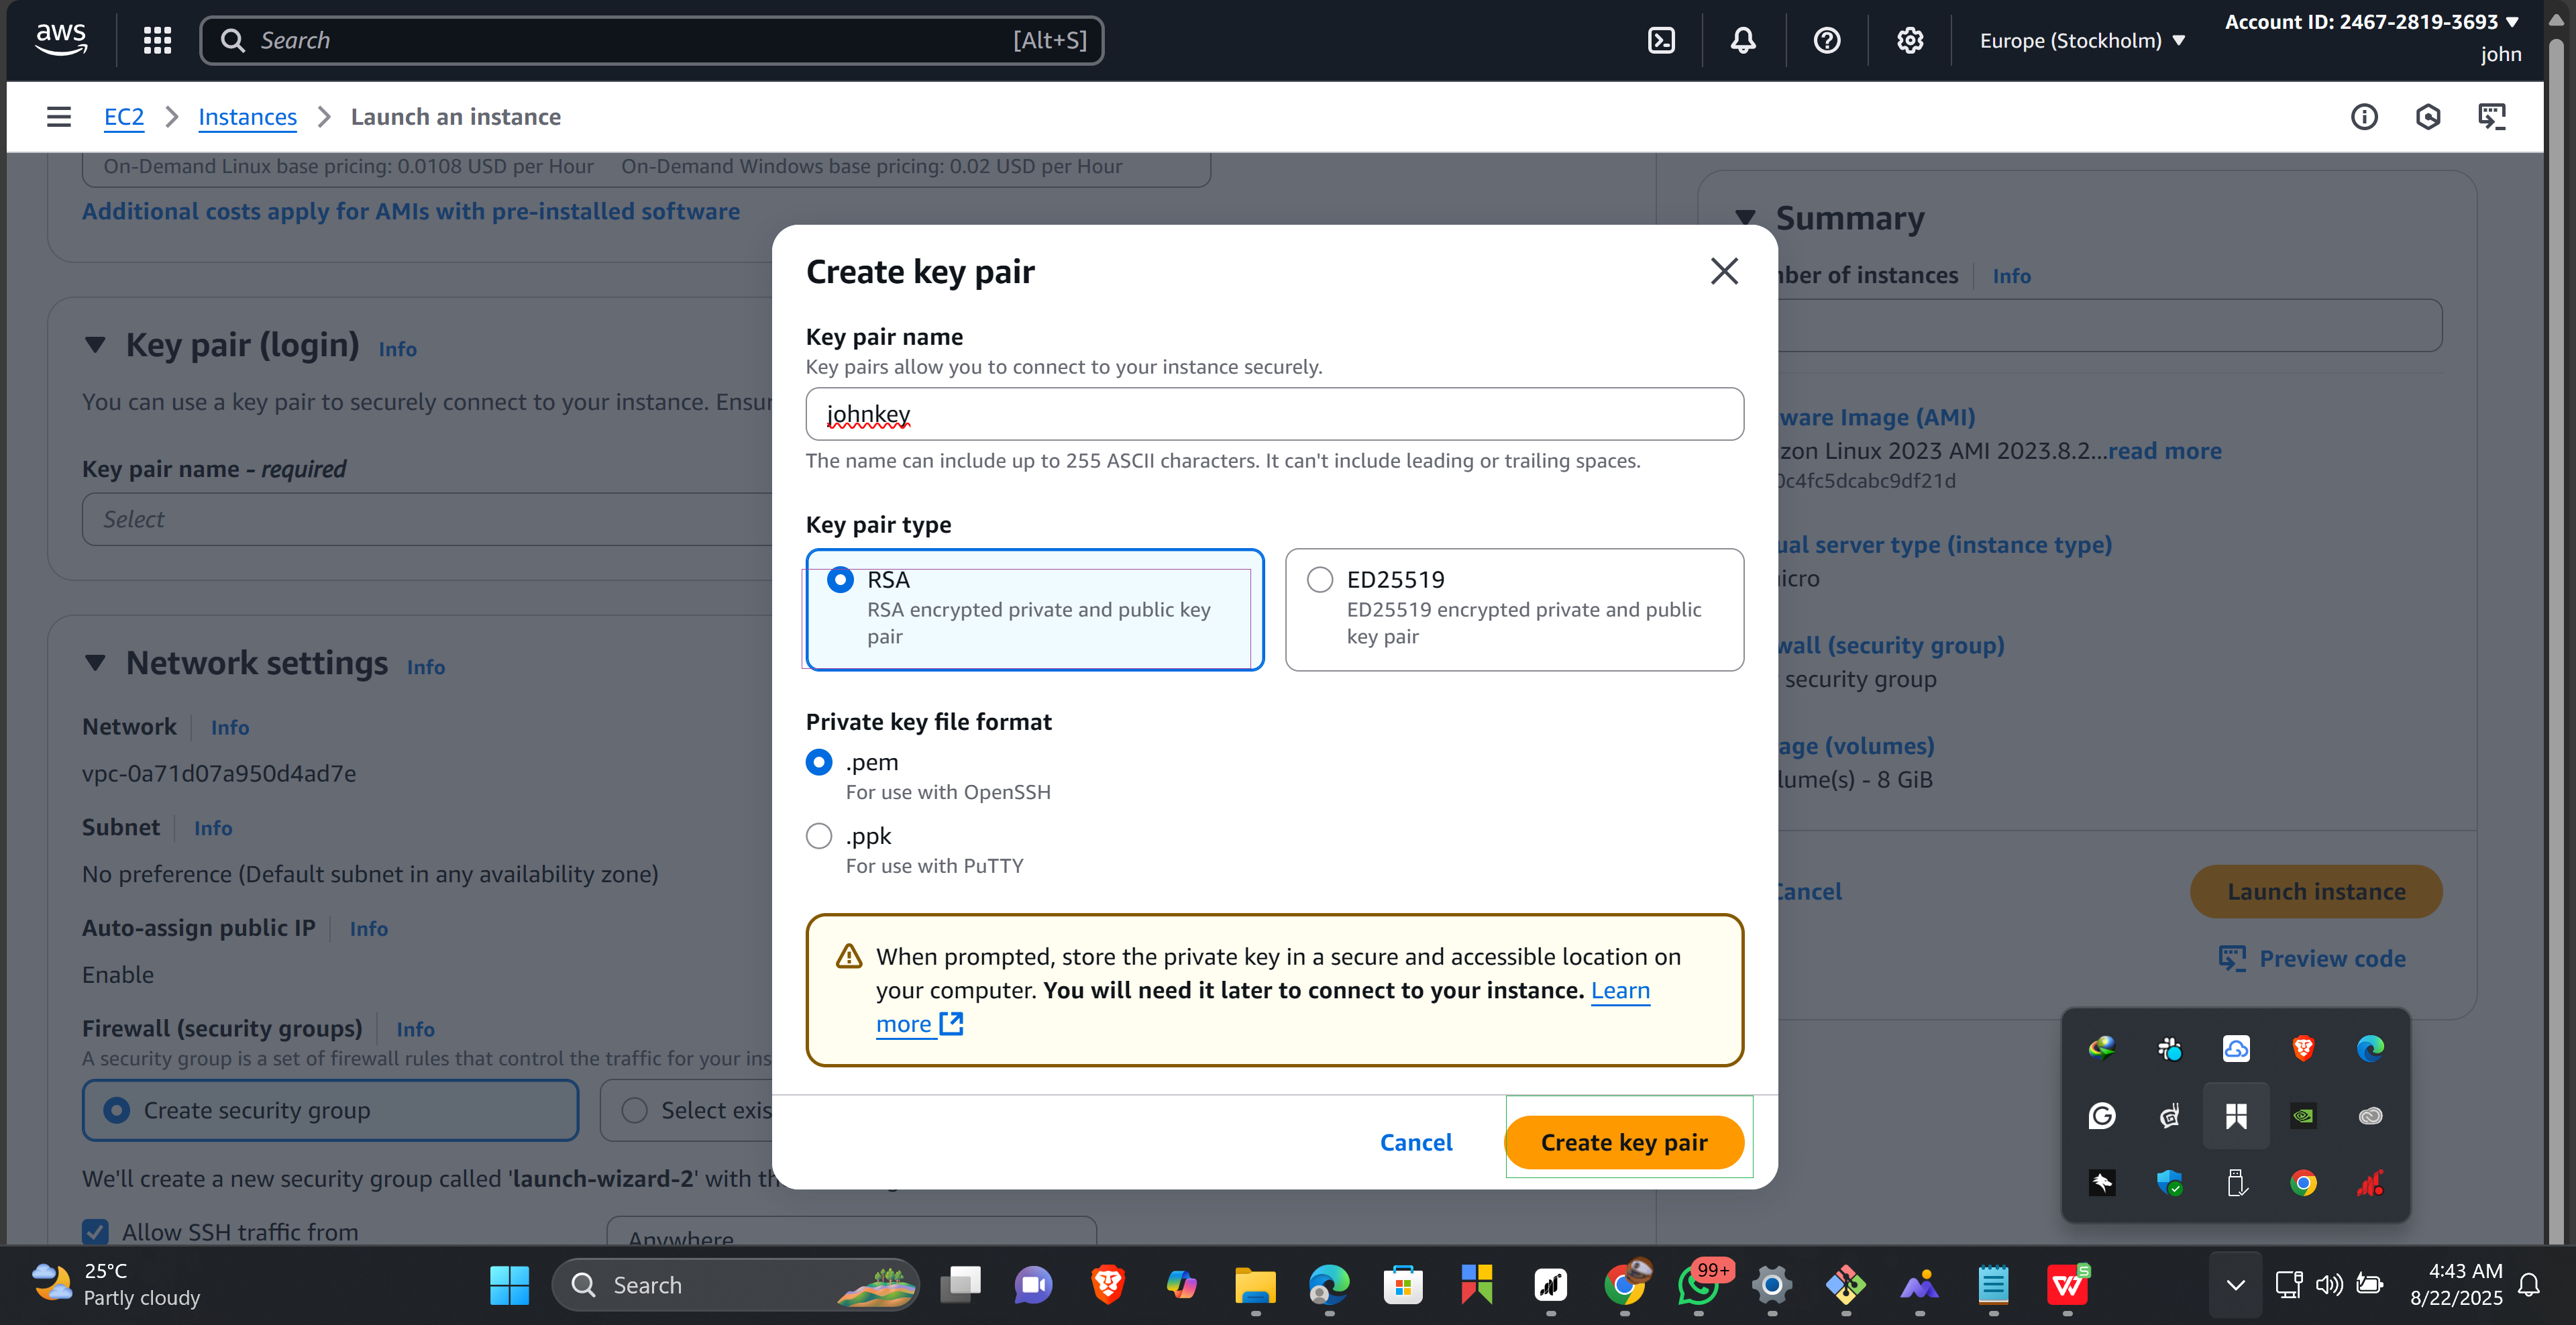 aws
Search
[Alt+S]
Europe (Stockholm)
Account ID: 2467-2819-3693
john
EC2
Instances
Launch an instance
On-Demand Linux base pricing: 0.0108 USD per Hour
On-Demand Windows base pricing: 0.02 USD per Hour
Additional costs apply for AMIs with pre-installed software
Key pair (login)
Info
You can use a key pair to securely connect to your instance.
Key pair name - required
Select
Network settings
Info
Network
Info
vpc-0a71d07a950d4ad7e
Subnet
Info
No preference (Default subnet in any availability zone)
Auto-assign public IP
Info
Enable
Firewall (security groups)
Info
A security group is a set of firewall rules that control the traffic for your ins
Create security group
Select exis
We'll create a new security group called 'launch-wizard-2' with th
Allow SSH traffic from
Anywhere
Create key pair
Key pair name
Key pairs allow you to connect to your instance securely.
johnkey
The name can include up to 255 ASCII characters. It can't include leading or trailing spaces.
Key pair type
RSA
RSA encrypted private and public key
pair
ED25519
ED25519 encrypted private and public
key pair
Private key file format
.pem
For use with OpenSSH
.ppk
For use with PuTTY
When prompted, store the private key in a secure and accessible location on
your computer. You will need it later to connect to your instance. Learn
more
Cancel
Create key pair
Summary
ber of instances
Info
ware Image (AMI)
zon Linux 2023 AMI 2023.8.2...read more
0c4fc5dcabc9df21d
ual server type (instance type)
icro
wall (security group)
security group
age (volumes)
lume(s) - 8 GiB
Cancel
Launch instance
Preview code
25°C
Partly cloudy
Search
99+
4:43 AM
8/22/2025